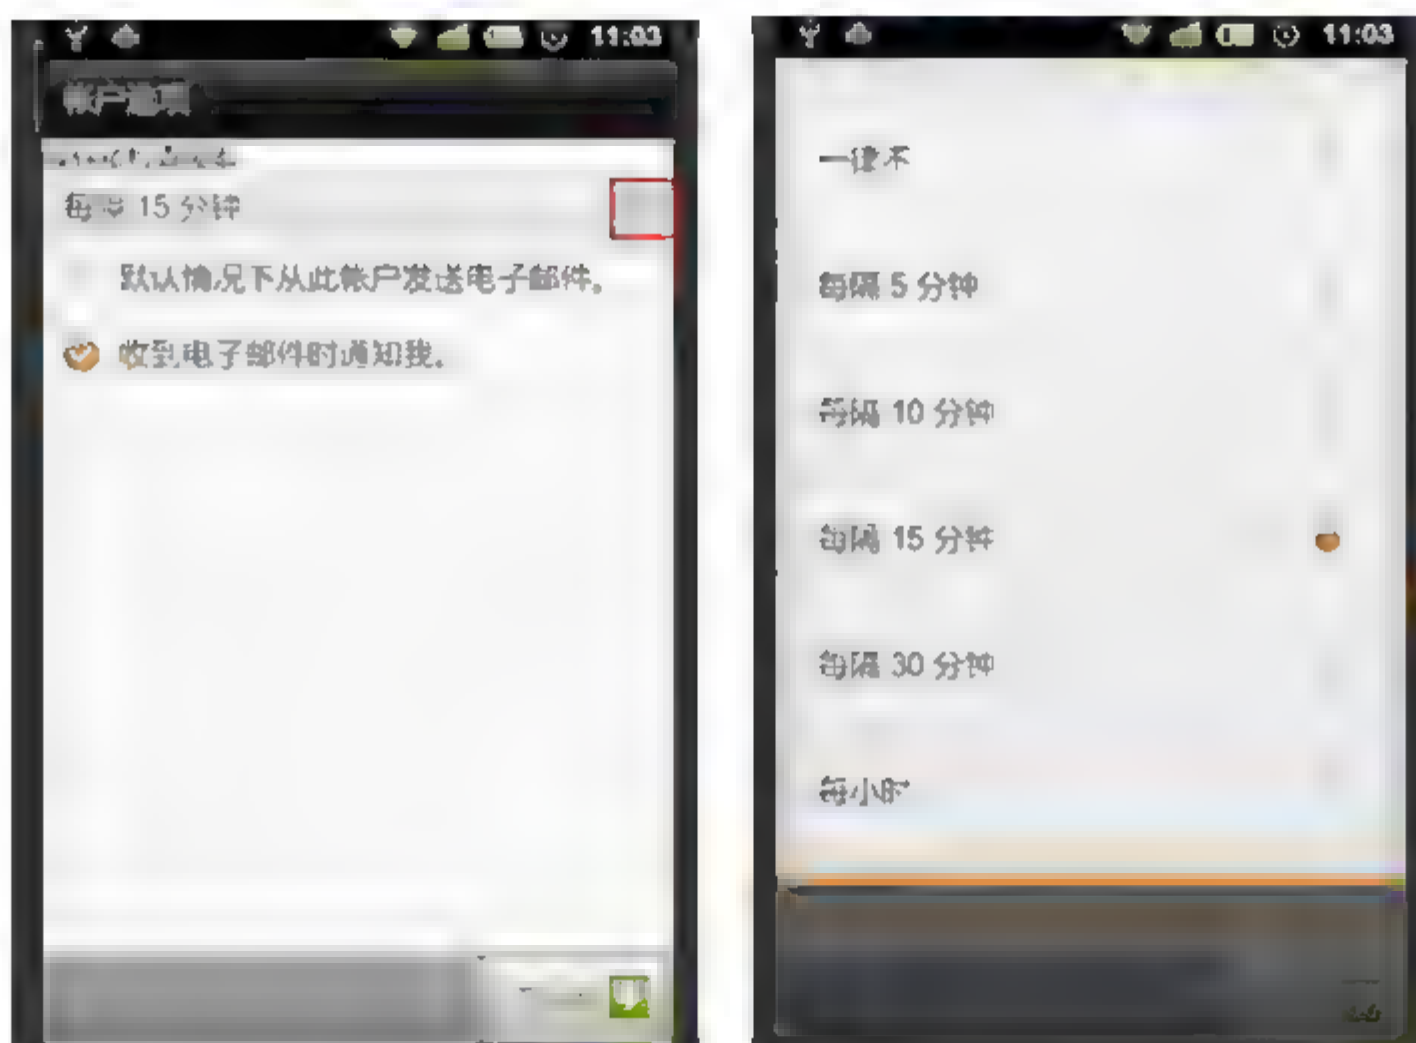 11:03
帐户选项
每隔 15 分钟
默认情况下从此帐户发送电子邮件。
收到电子邮件时通知我。
11:03
一律不
每隔 5 分钟
每隔 10 分钟
每隔 15 分钟
每隔 30 分钟
每小时